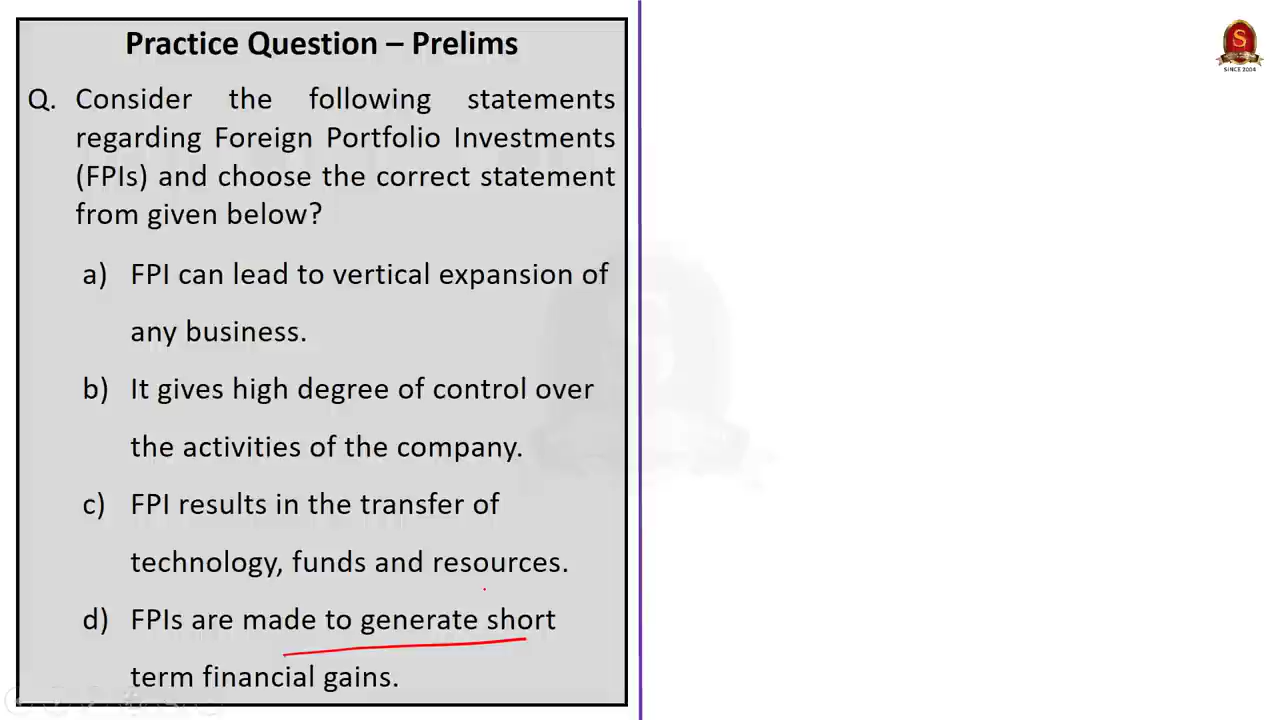 Practice Question – Prelims
Q. Consider the following statements
regarding Foreign Portfolio Investments
(FPIs) and choose the correct statement
from given below?
a) FPI can lead to vertical expansion of
any business.
b) It gives high degree of control over
the activities of the company.
c) FPI results in the transfer of
technology, funds and resources.
d) FPIs are made to generate short
term financial gains.
S
SINCE 2004